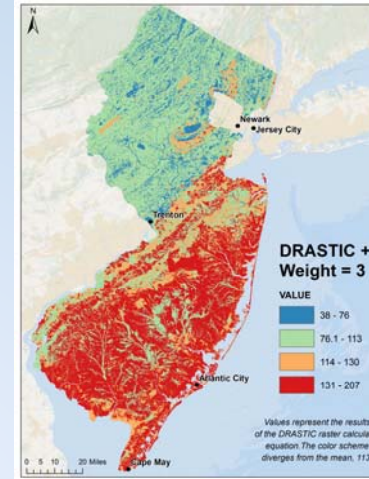 N
Newark
Jersey City
Trenton
DRASTIC +
Weight = 3
VALUE
38 - 76
76.1 - 113
114 - 130
131 - 207
Atlantic City
Values represent the results
of the DRASTIC raster calcula
equation. The color scheme
diverges from the mean, 113
0 5 10 20 Miles
Cape May